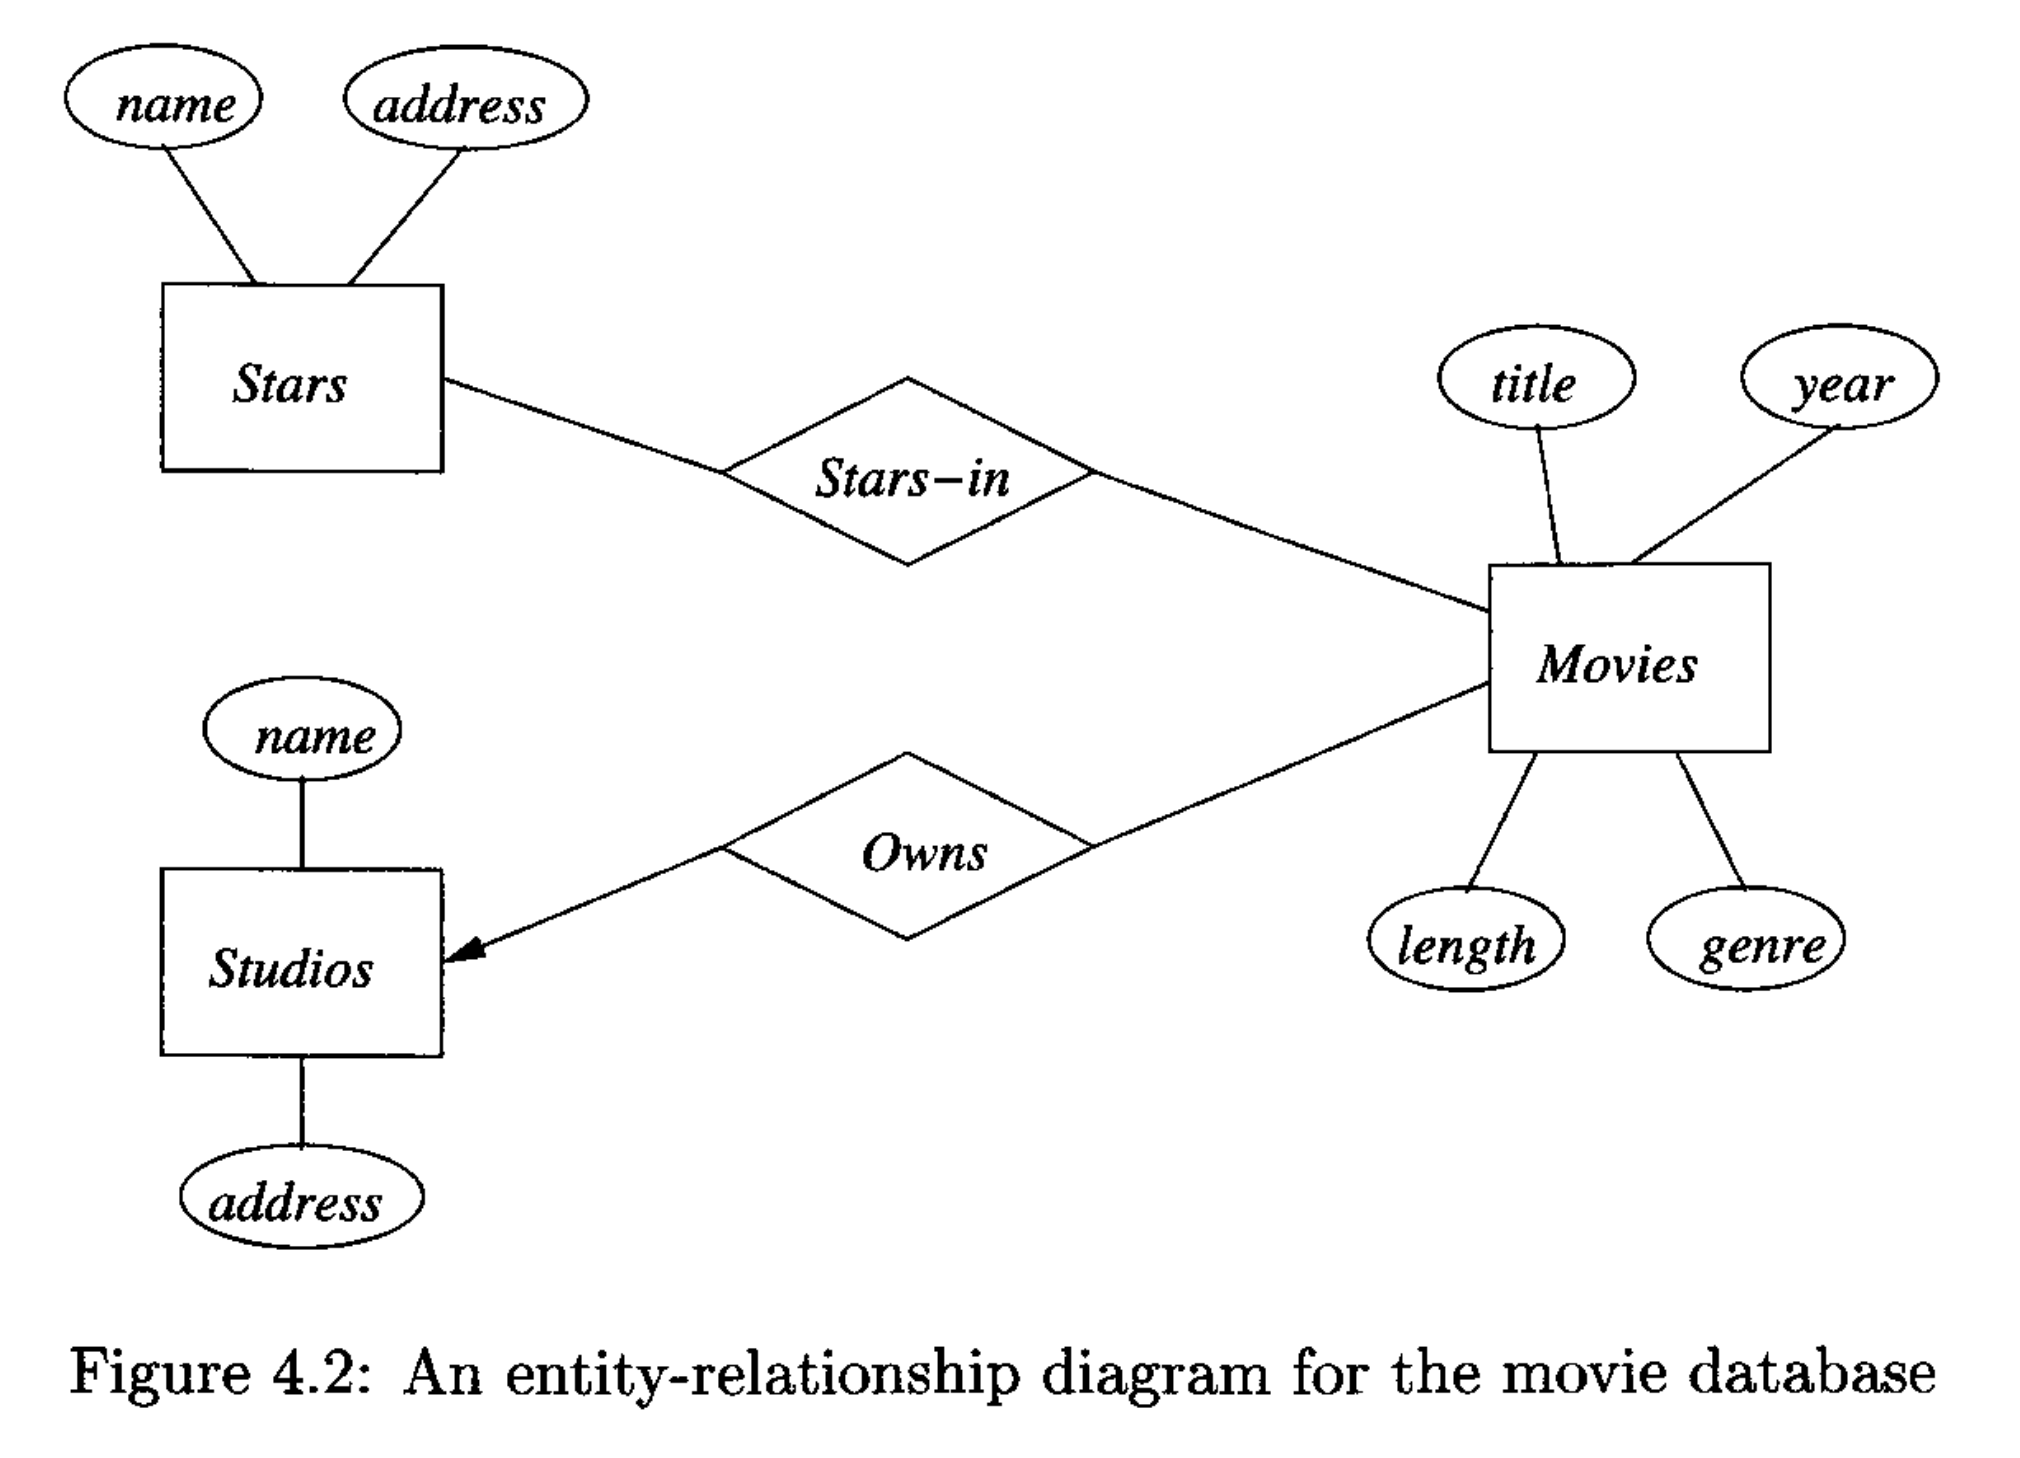 name
address
Stars
title
year
Stars-in
Movies
name
Owns
length
genre
Studios
address
Figure 4.2: An entity-relationship diagram for the movie database